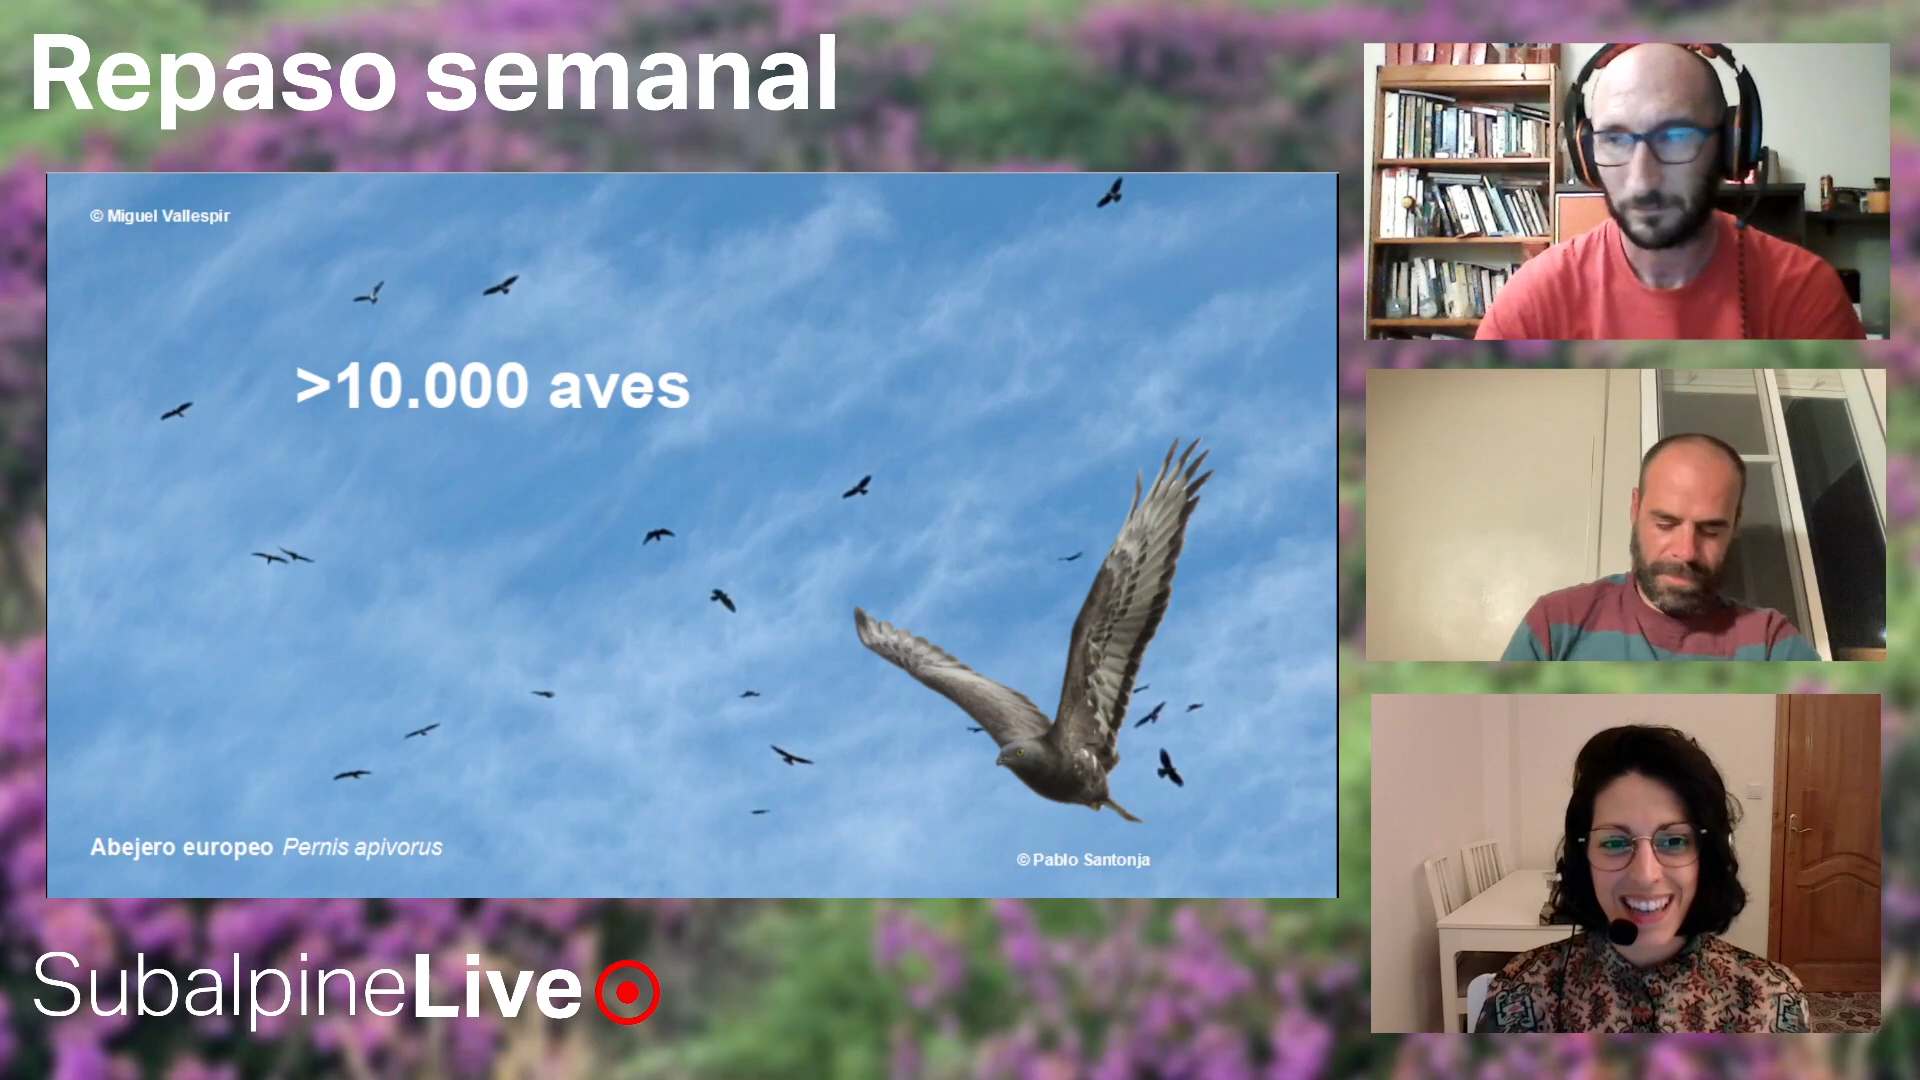 Repaso semanal
© Miguel Vallespir
>10.000 aves
Abejero europeo Pernis apivorus
© Pablo Santonja
SubalpineLive